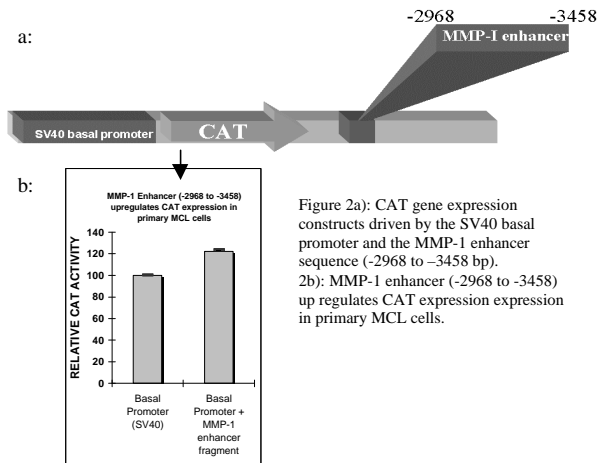 a:
-2968 -3458
MMP-I enhancer
SV40 basal promoter
CAT
b:
MMP-1 Enhancer (-2968 to -3458)
upregulates CAT expression in
primary MCL cells
RELATIVE CAT ACTIVITY
140
120
100
80
60
40
20
0
Basal
Promoter
(SV40)
Basal
Promoter +
MMP-1
enhancer
fragment
Figure 2a): CAT gene expression
constructs driven by the SV40 basal
promoter and the MMP-1 enhancer
sequence (-2968 to –3458 bp).
2b): MMP-1 enhancer (-2968 to -3458)
up regulates CAT expression expression
in primary MCL cells.